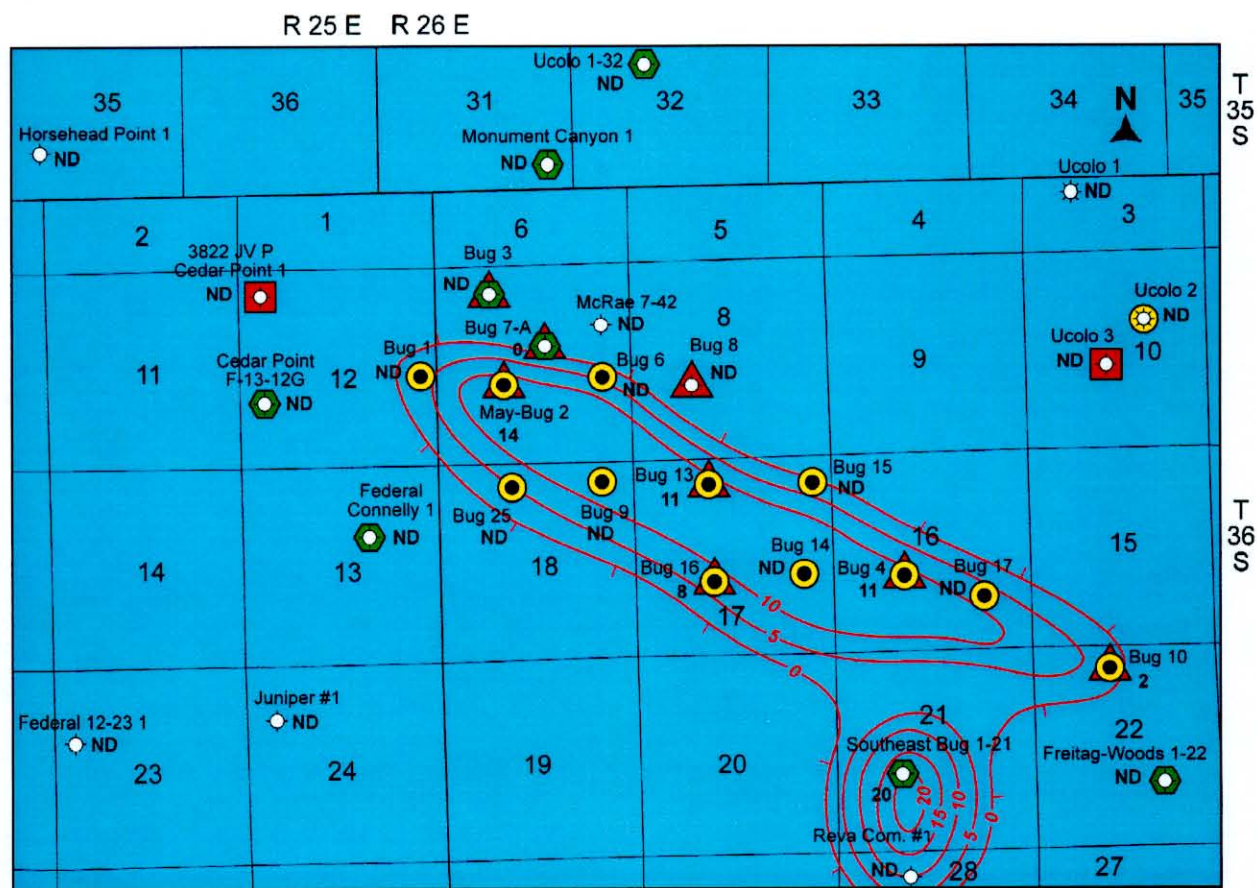 R 25 E R 26 E
35
36
31
32
33
34
35
T
35
S
N
Ucolo 1-32
ND
Horsehead Point 1
ND
Monument Canyon 1
ND
Ucolo 1
ND
2
1
6
5
4
3
3822 JV P
Cedar Point 1
ND
Bug 3
ND
McRae 7-42
ND
8
9
10
Ucolo 2
ND
Ucolo 3
ND
Bug 7-A
0
Bug 1
ND
Bug 6
ND
Bug 8
ND
11
12
Cedar Point
F-13-12G
ND
May-Bug 2
14
Bug 13
11
Bug 15
ND
Bug 25
ND
Bug 9
ND
Federal
Connelly 1
ND
14
13
18
17
16
15
T
36
S
Bug 16
8
Bug 14
ND
Bug 4
11
Bug 17
ND
10
5
0
Bug 10
2
Juniper #1
ND
Federal 12-23 1
ND
23
24
19
20
21
22
Southeast Bug 1-21
20
20
15
10
5
0
Freitag-Woods 1-22
ND
Reva Com. #1
ND
28
27